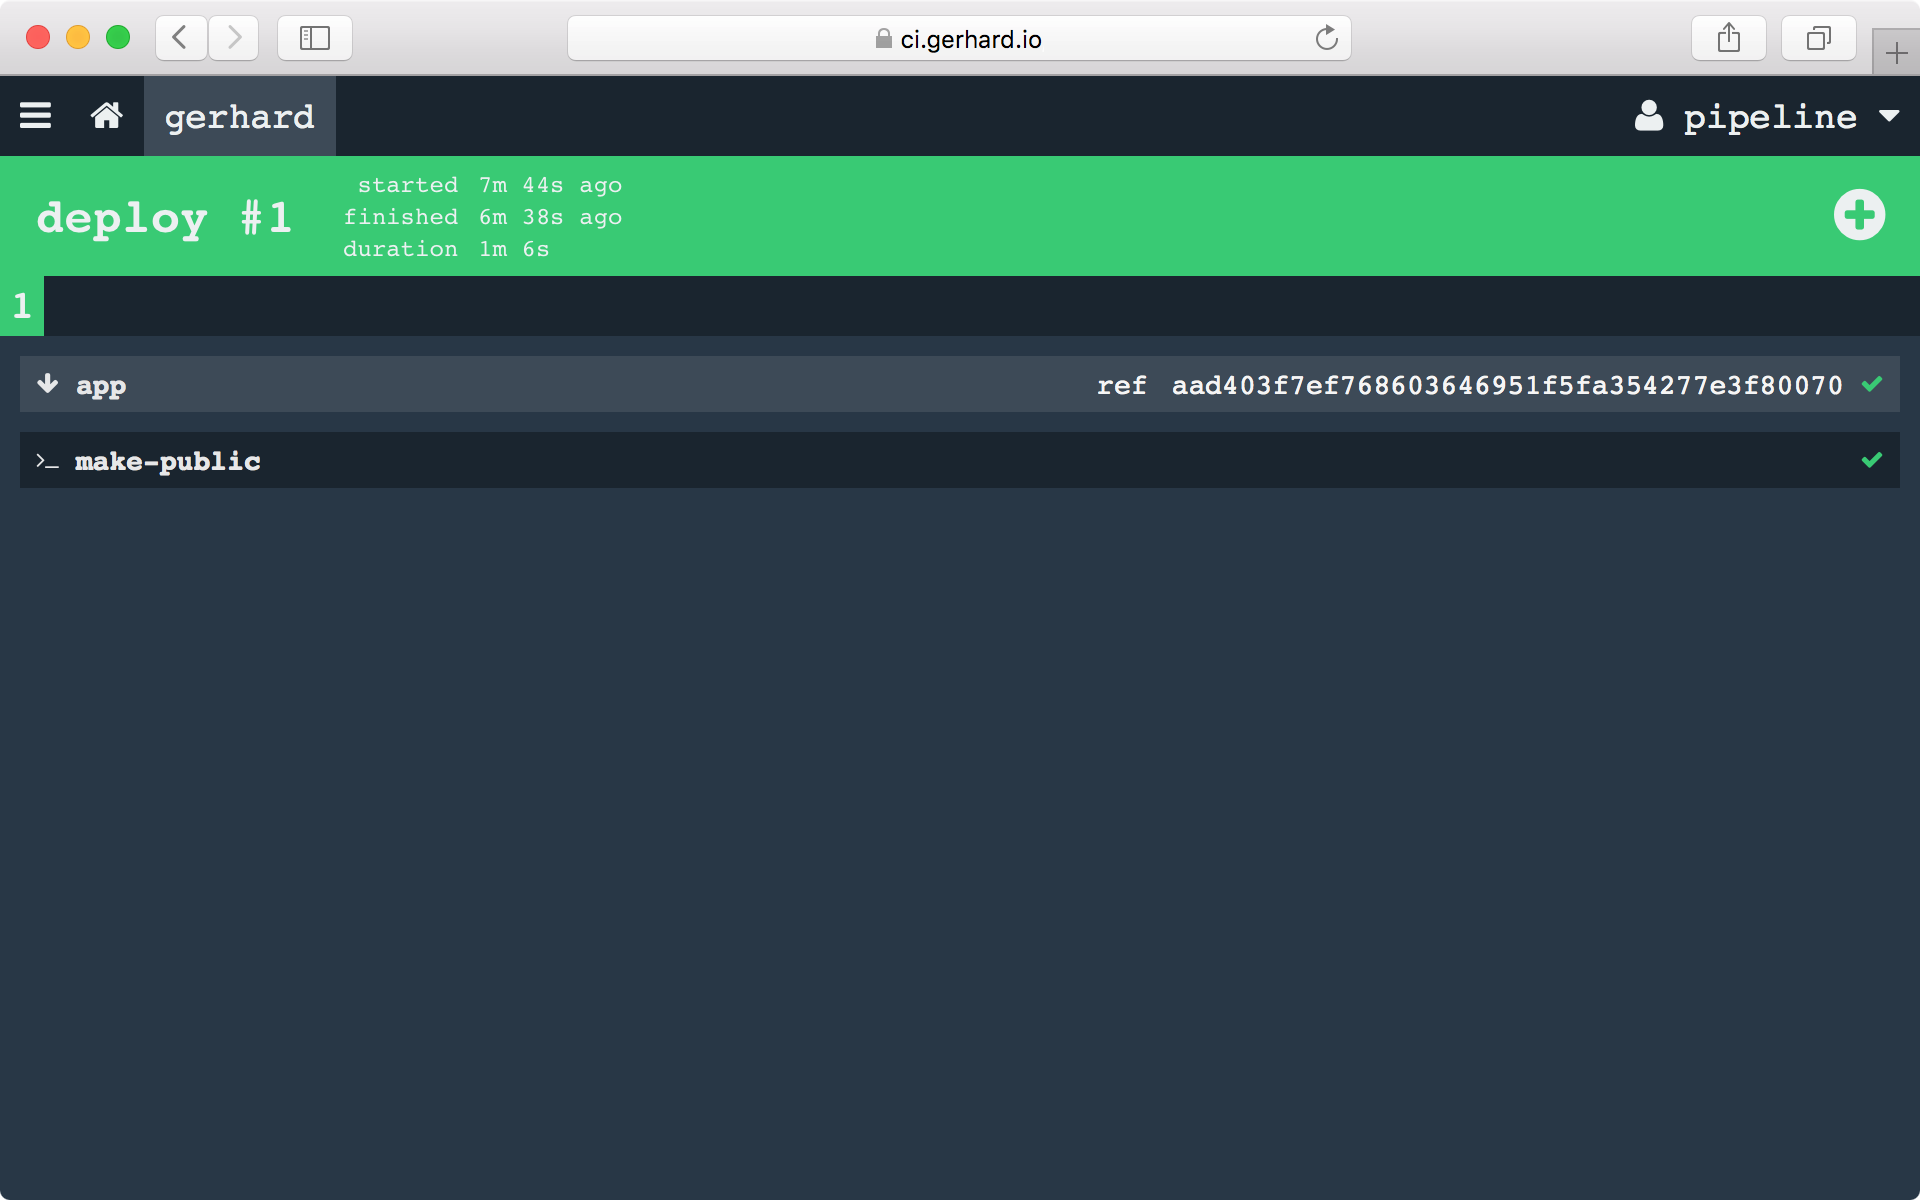 ci.gerhard.io
gerhard
pipeline
deploy #1
started 7m 44s ago
finished 6m 38s ago
duration 1m 6s
1
app ref aad403f7ef768603646951f5fa354277e3f80070
>_ make-public